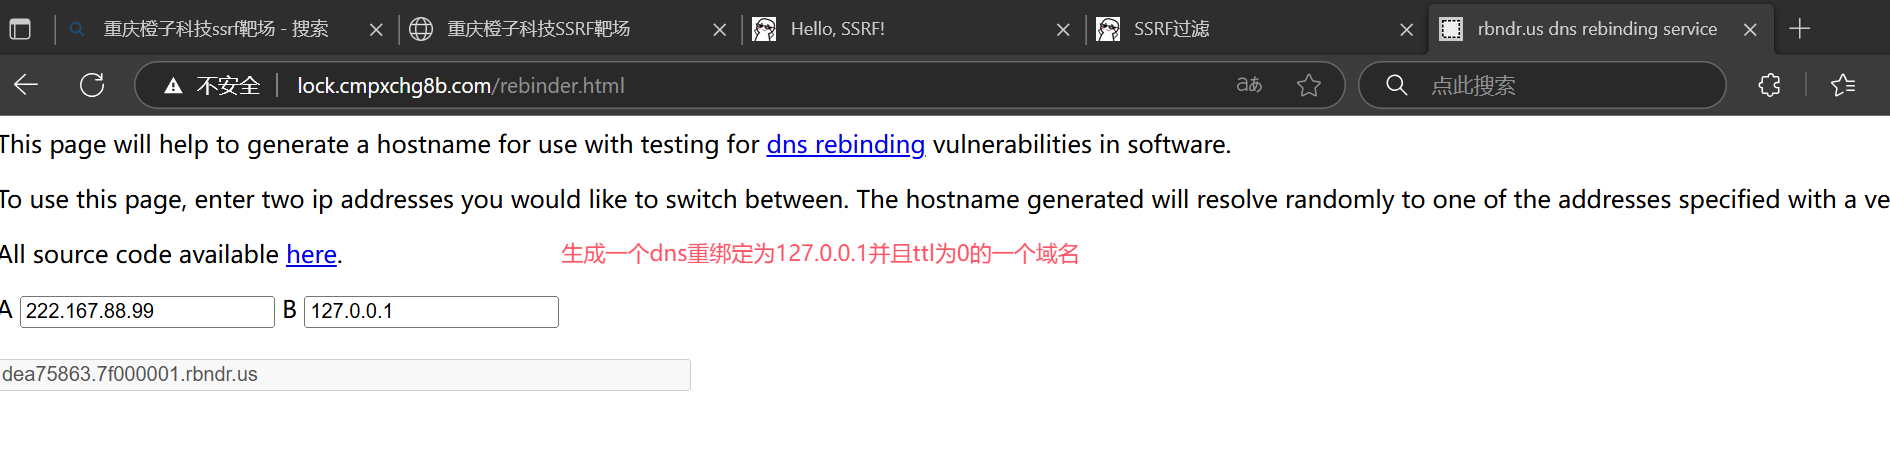 重庆橙子科技ssrf靶场 - 搜索
重庆橙子科技SSRF靶场
Hello, SSRF!
SSRF过滤
rbndr.us dns rebinding service
不安全
lock.cmpxchg8b.com/rebinder.html
aあ
点此搜索
This page will help to generate a hostname for use with testing for dns rebinding vulnerabilities in software.
To use this page, enter two ip addresses you would like to switch between. The hostname generated will resolve randomly to one of the addresses specified with a ve
All source code available here.
生成一个dns重绑定为127.0.0.1并且ttl为0的一个域名
A 222.167.88.99 B 127.0.0.1
dea75863.7f000001.rbndr.us